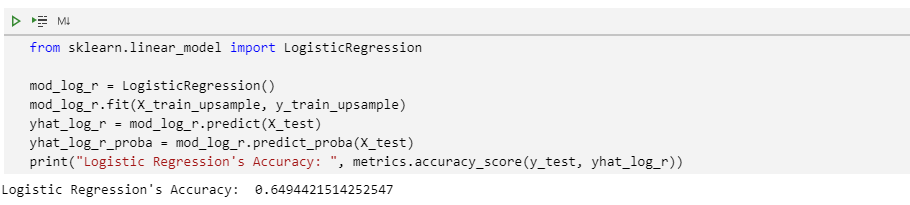 M↓
from sklearn.linear_model import LogisticRegression
mod_log_r = LogisticRegression()
mod_log_r.fit(X_train_upsample, y_train_upsample)
yhat_log_r = mod_log_r.predict(X_test)
yhat_log_r_proba = mod_log_r.predict_proba(X_test)
print("Logistic Regression's Accuracy: ", metrics.accuracy_score(y_test, yhat_log_r))
Logistic Regression's Accuracy:  0.6494421514252547